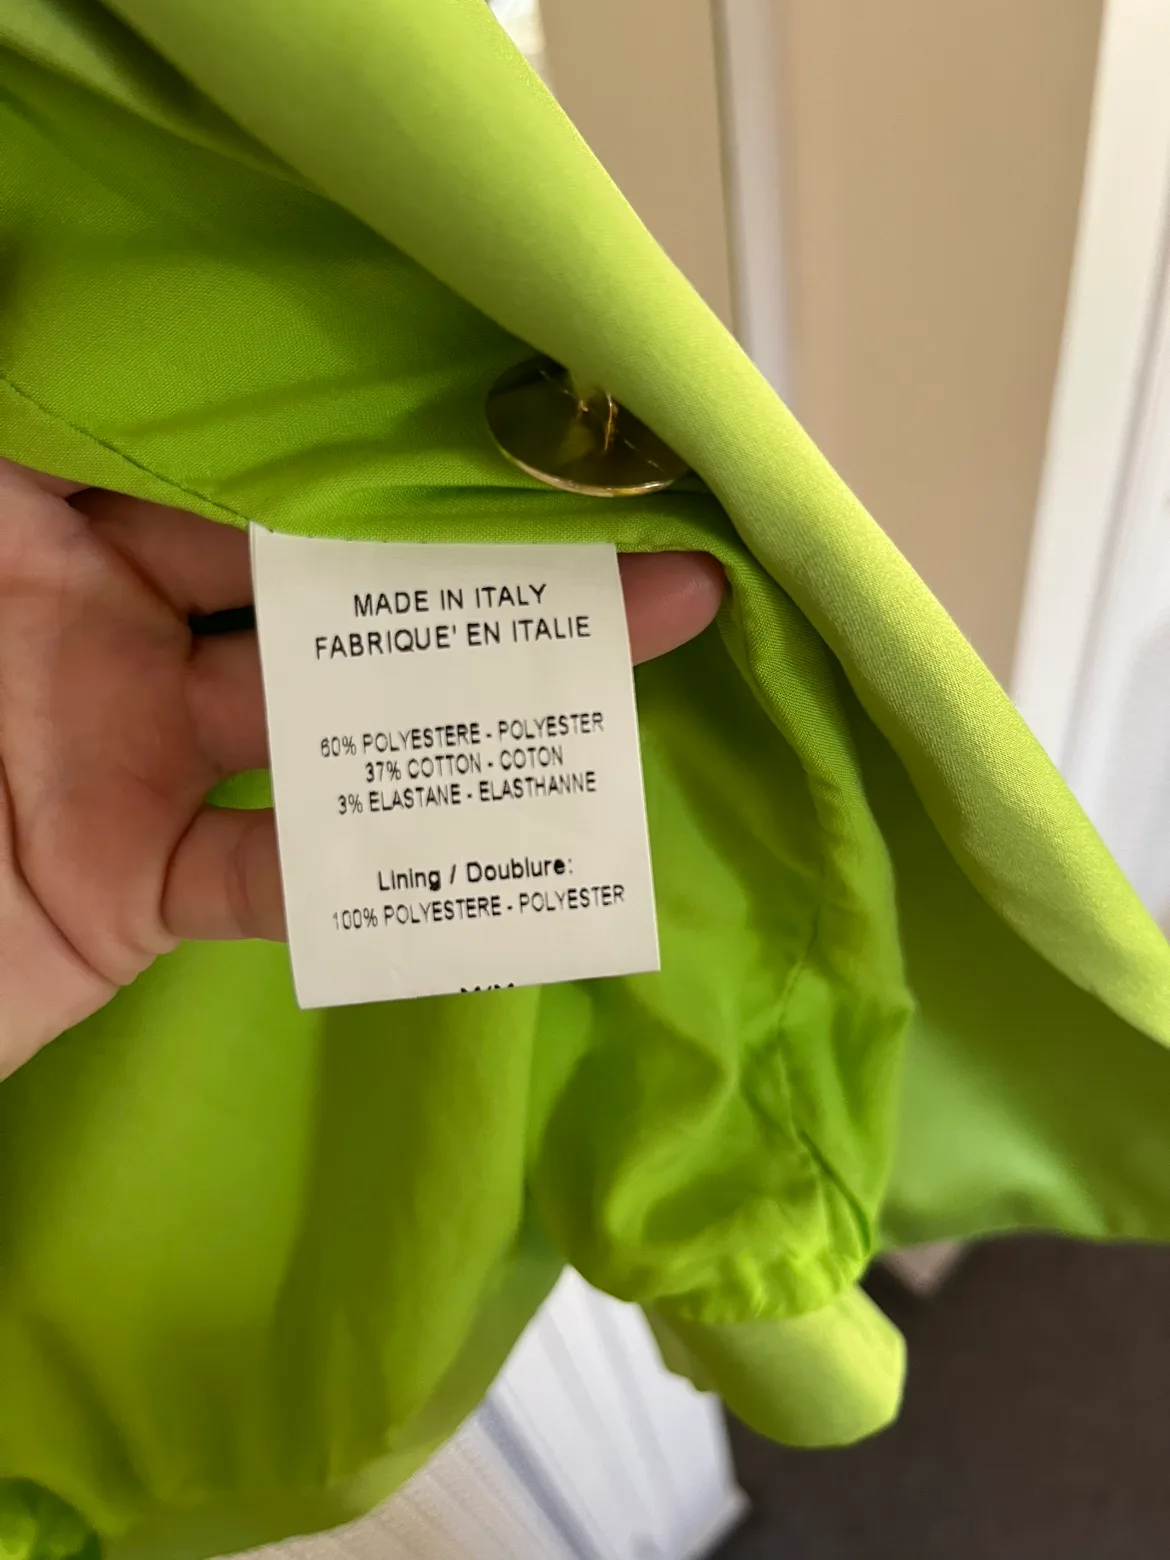 MADE IN ITALY
FABRIQUE' EN ITALIE
60% POLYESTERE - POLYESTER
37% COTTON - COTON
3% ELASTANE - ELASTHANNE
Lining / Doublure:
100% POLYESTERE - POLYESTER